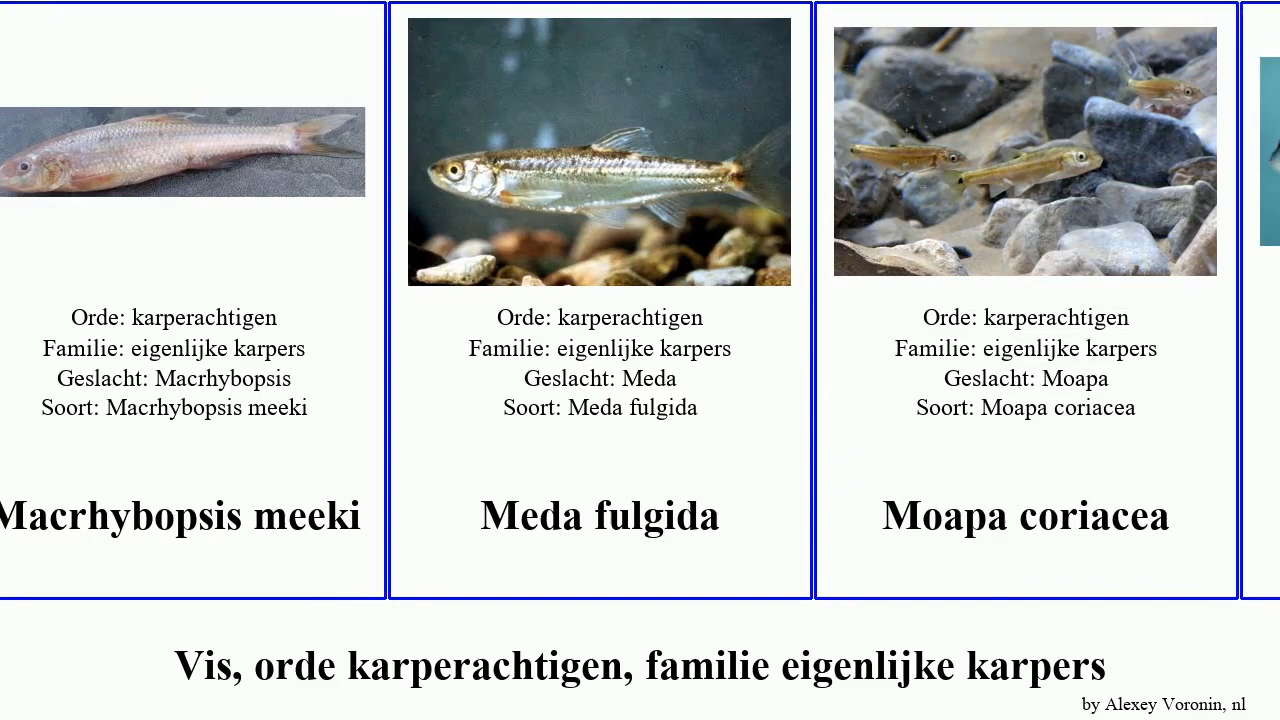 Orde: karperachtigen
Familie: eigenlijke karpers
Geslacht: Macrhybopsis
Soort: Macrhybopsis meeki
Macrhybopsis meeki
Orde: karperachtigen
Familie: eigenlijke karpers
Geslacht: Meda
Soort: Meda fulgida
Meda fulgida
Orde: karperachtigen
Familie: eigenlijke karpers
Geslacht: Moapa
Soort: Moapa coriacea
Moapa coriacea
Vis, orde karperachtigen, familie eigenlijke karpers
by Alexey Voronin, nl